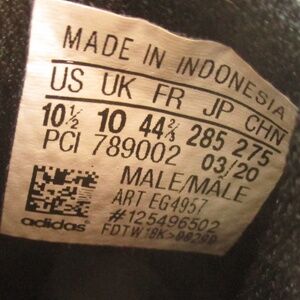 MADE IN INDONESIA
US UK FR JP CHN
10½ 10 44⅔ 285 275
PCI 789002 03/20
MALE/MÂLE
ART EG4957
#125496502
adidas